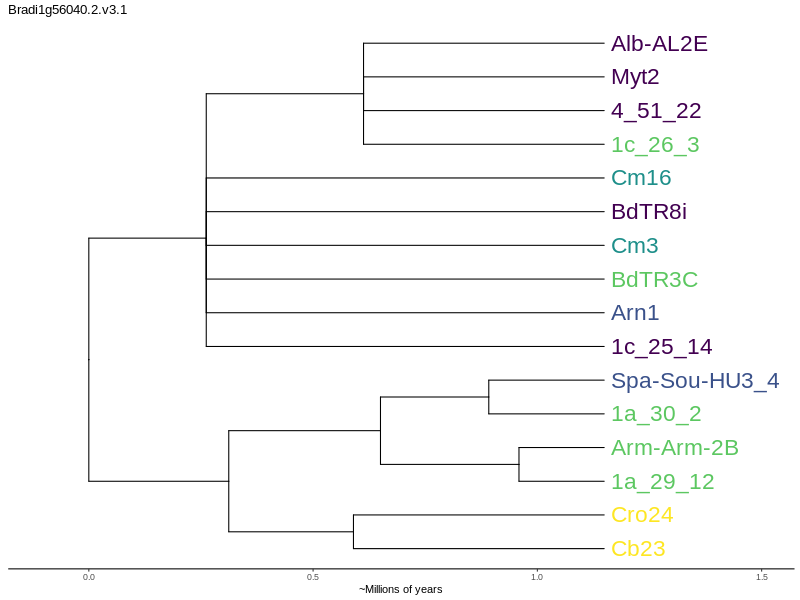 Bradi1g56040.2.v3.1
Alb-AL2E
Myt2
4_51_22
1c_26_3
Cm16
BdTR8i
Cm3
BdTR3C
Arn1
1c_25_14
Spa-Sou-HU3_4
1a_30_2
Arm-Arm-2B
1a_29_12
Cro24
Cb23
0.0 0.5 1.0 1.5
~Millions of years